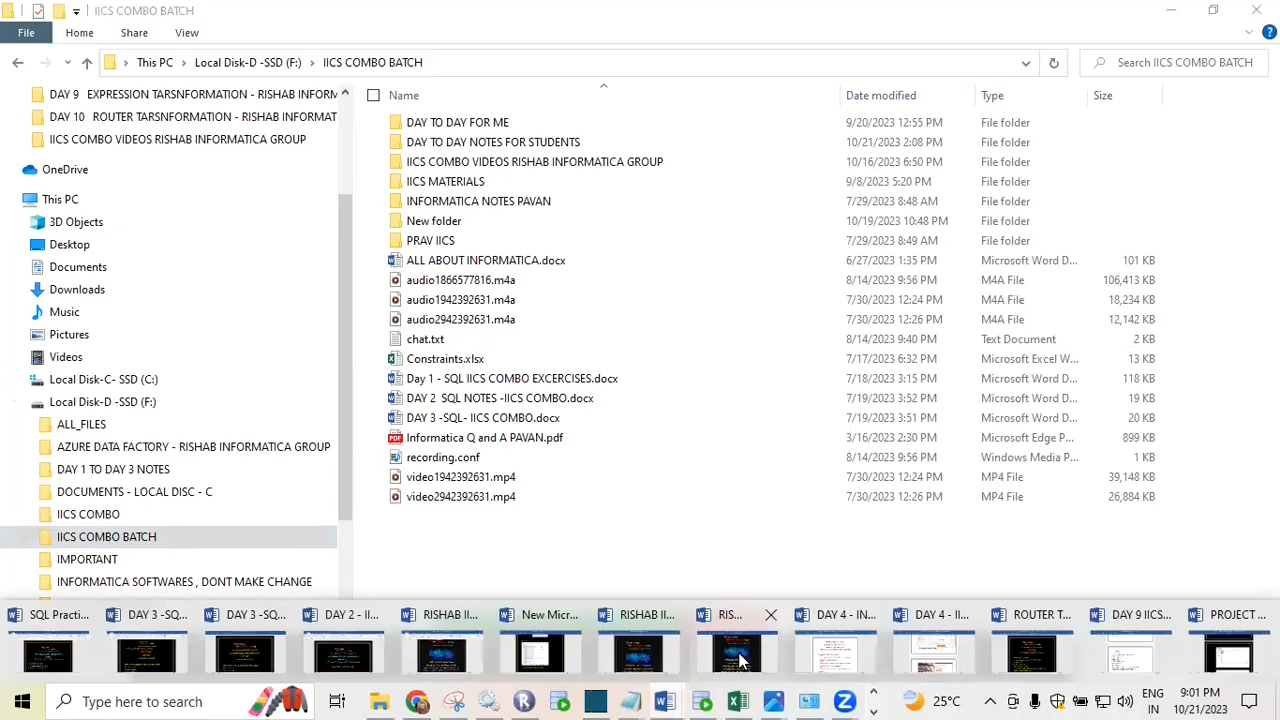 IICS COMBO BATCH
File Home Share View
This PC Local Disk-D -SSD (F:) IICS COMBO BATCH
Search IICS COMBO BATCH
DAY 9 EXPRESSION TARSNFORMATION - RISHAB INFORM
DAY 10 ROUTER TARSNFORMATION - RISHAB INFORMAT
IICS COMBO VIDEOS RISHAB INFORMATICA GROUP
OneDrive
This PC
3D Objects
Desktop
Documents
Downloads
Music
Pictures
Videos
Local Disk-C- SSD (C:)
Local Disk-D -SSD (F:)
ALL_FILES
AZURE DATA FACTORY - RISHAB INFORMATICA GROUP
DAY 1 TO DAY 3 NOTES
DOCUMENTS - LOCAL DISC - C
IICS COMBO
IICS COMBO BATCH
IMPORTANT
INFORMATICA SOFTWARES , DONT MAKE CHANGE
Name Date modified Type Size
DAY TO DAY FOR ME 9/20/2023 12:55 PM File folder
DAY TO DAY NOTES FOR STUDENTS 10/21/2023 2:08 PM File folder
IICS COMBO VIDEOS RISHAB INFORMATICA GROUP 10/16/2023 6:50 PM File folder
IICS MATERIALS 9/8/2023 5:20 PM File folder
INFORMATICA NOTES PAVAN 7/29/2023 8:48 AM File folder
New folder 10/19/2023 10:48 PM File folder
PRAV IICS 7/29/2023 8:49 AM File folder
ALL ABOUT INFORMATICA.docx 6/27/2023 1:35 PM Microsoft Word D... 101 KB
audio1866577816.m4a 8/14/2023 9:56 PM M4A File 106,413 KB
audio1942392631.m4a 7/30/2023 12:24 PM M4A File 18,234 KB
audio2942392631.m4a 7/30/2023 12:26 PM M4A File 12,142 KB
chat.txt 8/14/2023 9:40 PM Text Document 2 KB
Constraints.xlsx 7/17/2023 6:32 PM Microsoft Excel W... 13 KB
Day 1 - SQL IICS COMBO EXCERCISES.docx 7/18/2023 3:15 PM Microsoft Word D... 118 KB
DAY 2 SQL NOTES -IICS COMBO.docx 7/19/2023 3:52 PM Microsoft Word D... 19 KB
DAY 3 -SQL- IICS COMBO.docx 7/19/2023 3:51 PM Microsoft Word D... 20 KB
PDF Informatica Q and A PAVAN.pdf 3/16/2023 2:30 PM Microsoft Edge P... 899 KB
recording.conf 8/14/2023 9:56 PM Windows Media P... 1 KB
video1942392631.mp4 7/30/2023 12:24 PM MP4 File 39,148 KB
video2942392631.mp4 7/30/2023 12:26 PM MP4 File 26,884 KB
SQL Practi... DAY 3 -SQ... DAY 3 -SQ... DAY 2 - II... RISHAB II... New Micr... RISHAB II... RIS... DAY 4 - IN... DAY 4 - II... ROUTER T... DAY 9 IICS... PROJECT ...
Type here to search
25°C
ENG
IN
9:01 PM
10/21/2023